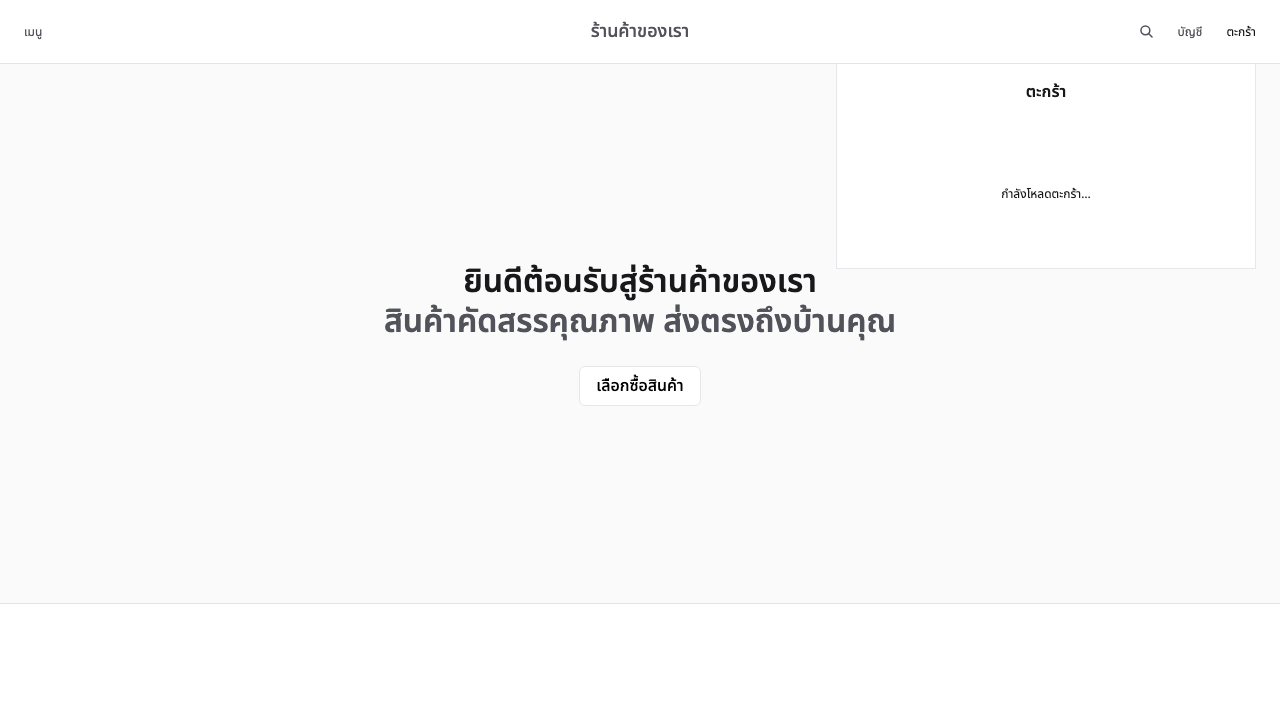 เมนู
ร้านค้าของเรา
บัญชี
ตะกร้า
ตะกร้า
กำลังโหลดตะกร้า...
ยินดีต้อนรับสู่ร้านค้าของเรา
สินค้าคัดสรรคุณภาพ ส่งตรงถึงบ้านคุณ
เลือกซื้อสินค้า